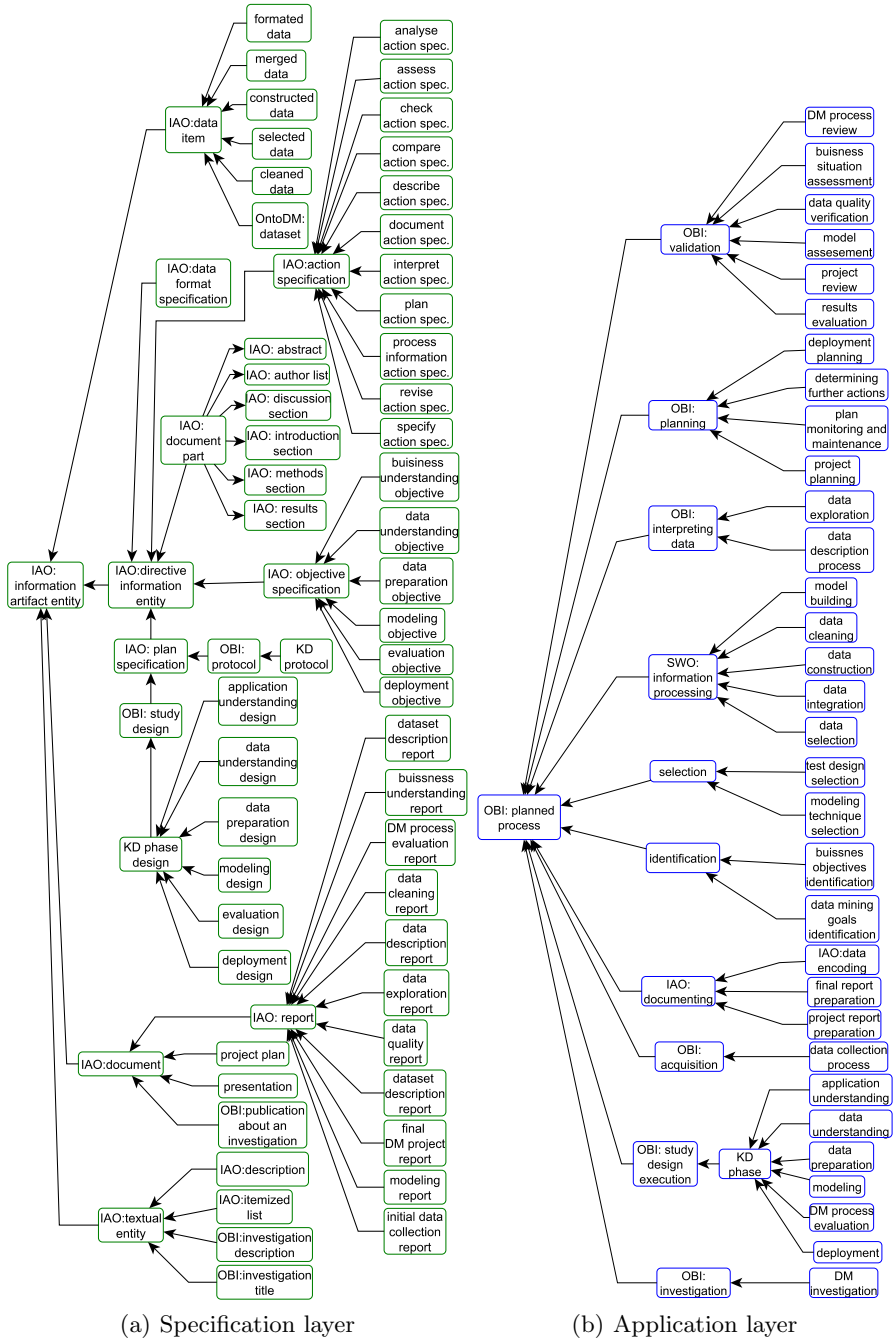 formated
data
merged
data
constructed
data
selected
data
cleaned
data
OntoDM:
dataset
IAO:data
item
analyse
action spec.
assess
action spec.
check
action spec.
compare
action spec.
describe
action spec.
document
action spec.
interpret
action spec.
plan
action spec.
process
information
action spec.
revise
action spec.
specify
action spec.
IAO:action
specification
IAO:data
format
specification
IAO: abstract
IAO: author list
IAO: discussion
section
IAO: introduction
section
IAO: methods
section
IAO: results
section
IAO:
document
part
buisiness
understanding
objective
data
understanding
objective
data
preparation
objective
modeling
objective
evaluation
objective
deployment
objective
IAO: objective
specification
IAO:
information
artifact entity
IAO:directive
information
entity
IAO: plan
specification
OBI:
protocol
KD
protocol
OBI: study
design
application
understanding
design
data
understanding
design
data
preparation
design
modeling
design
evaluation
design
deployment
design
KD phase
design
dataset
description
report
buissness
understanding
report
DM process
evaluation
report
data
cleaning
report
data
description
report
data
exploration
report
data
quality
report
dataset
description
report
final
DM project
report
modeling
report
initial data
collection
report
IAO: report
project plan
presentation
OBI:publication
about an
investigation
IAO:document
IAO:description
IAO:itemized
list
OBI:investigation
description
OBI:investigation
title
IAO:textual
entity
(a) Specification layer
DM process
review
buisness
situation
assessment
data quality
verification
model
assesement
project
review
results
evaluation
OBI:
validation
deployment
planning
determining
further actions
plan
monitoring and
maintenance
project
planning
OBI:
planning
data
exploration
data
description
process
OBI:
interpreting
data
model
building
data
cleaning
data
construction
data
integration
data
selection
SWO:
information
processing
test design
selection
modeling
technique
selection
selection
OBI: planned
process
buissnes
objectives
identification
data mining
goals
identification
identification
IAO:data
encoding
final report
preparation
project report
preparation
IAO:
documenting
data collection
process
OBI:
acquisition
application
understanding
data
understanding
data
preparation
modeling
DM process
evaluation
deployment
KD
phase
OBI: study
design
execution
DM
investigation
OBI:
investigation
(b) Application layer